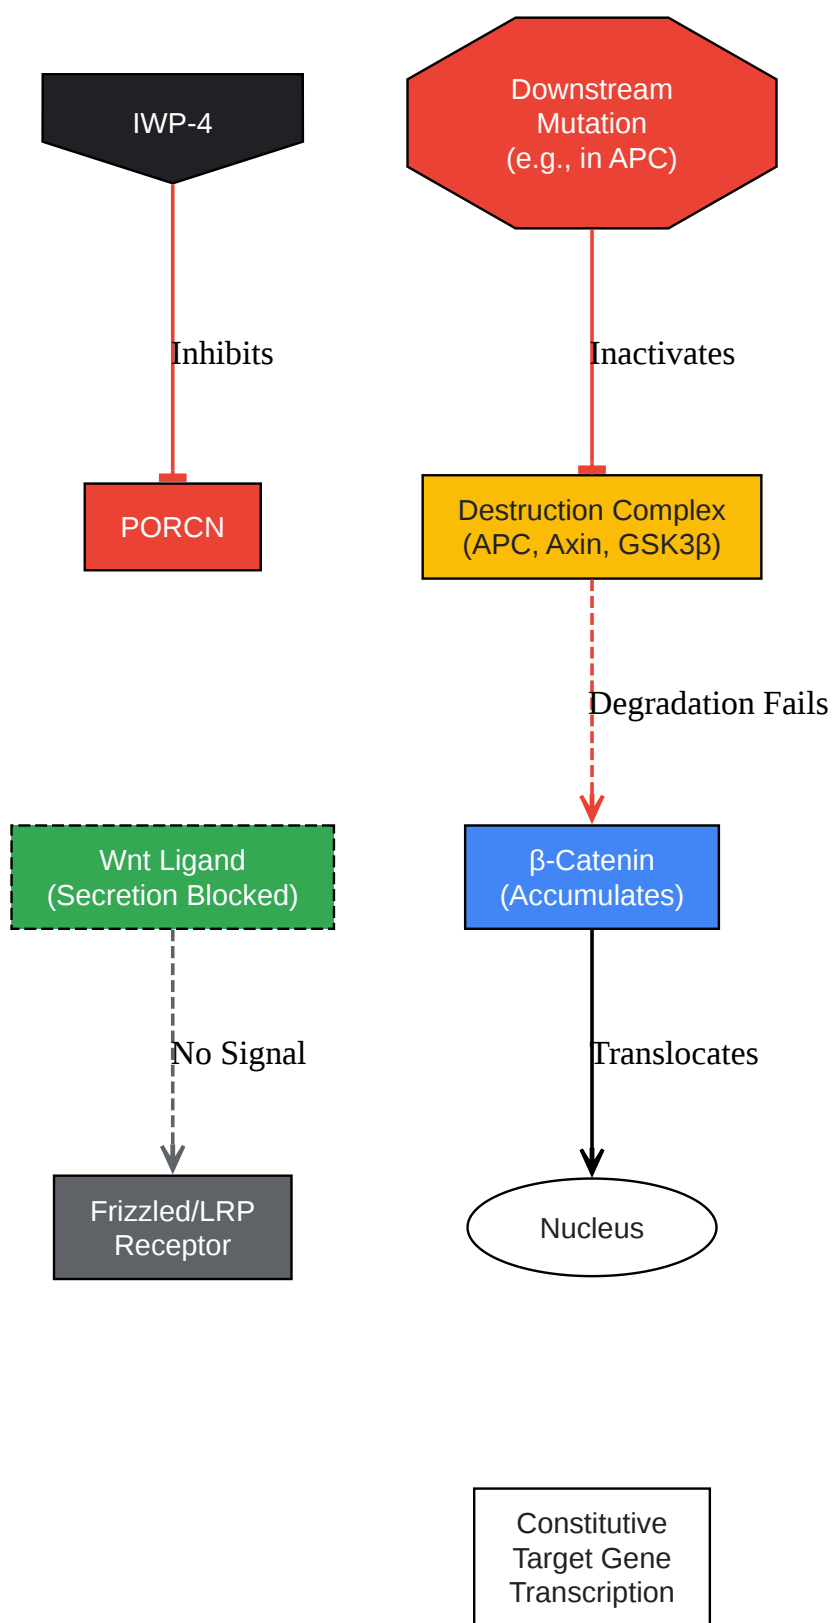 IWP-4
Downstream
Mutation
(e.g., in APC)
Inhibits
Inactivates
PORCN
Destruction Complex
(APC, Axin, GSK3β)
Degradation Fails
Wnt Ligand
(Secretion Blocked)
β-Catenin
(Accumulates)
No Signal
Translocates
Frizzled/LRP
Receptor
Nucleus
Constitutive
Target Gene
Transcription